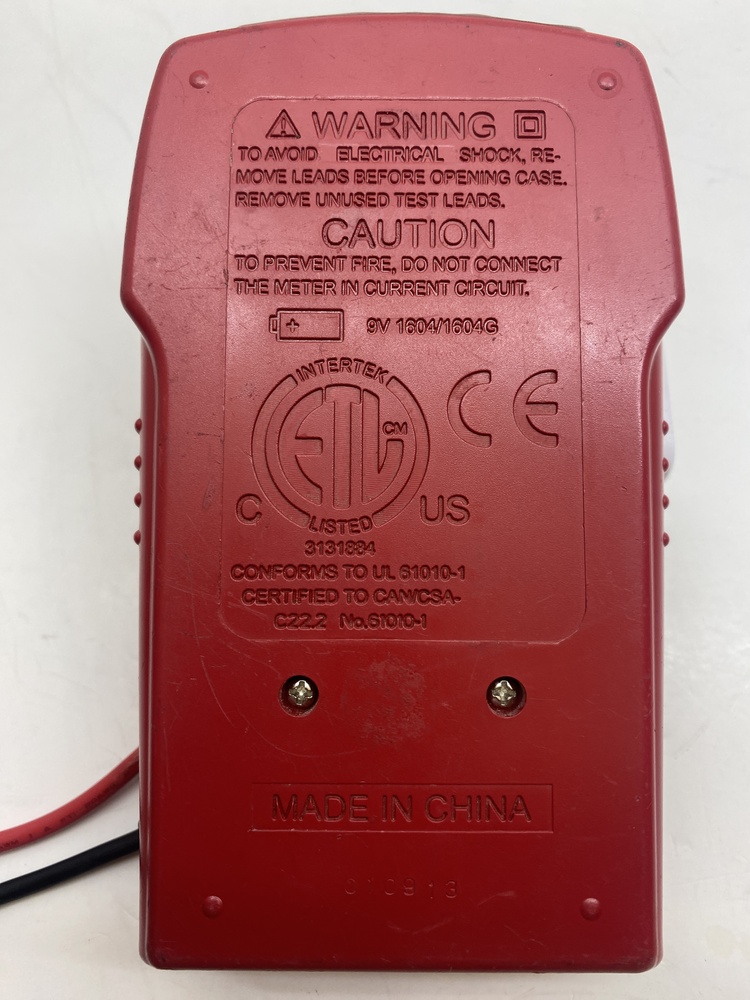 WARNING
TO AVOID ELECTRICAL SHOCK, RE-
MOVE LEADS BEFORE OPENING CASE.
REMOVE UNUSED TEST LEADS.
CAUTION
TO PREVENT FIRE, DO NOT CONNECT
THE METER IN CURRENT CIRCUIT.
+ 9V 1604/1604G
INTERTEK
ETL CM
CE
C LISTED US
3131884
CONFORMS TO UL 61010-1
CERTIFIED TO CAN/CSA-
C22.2 No.61010-1
MADE IN CHINA